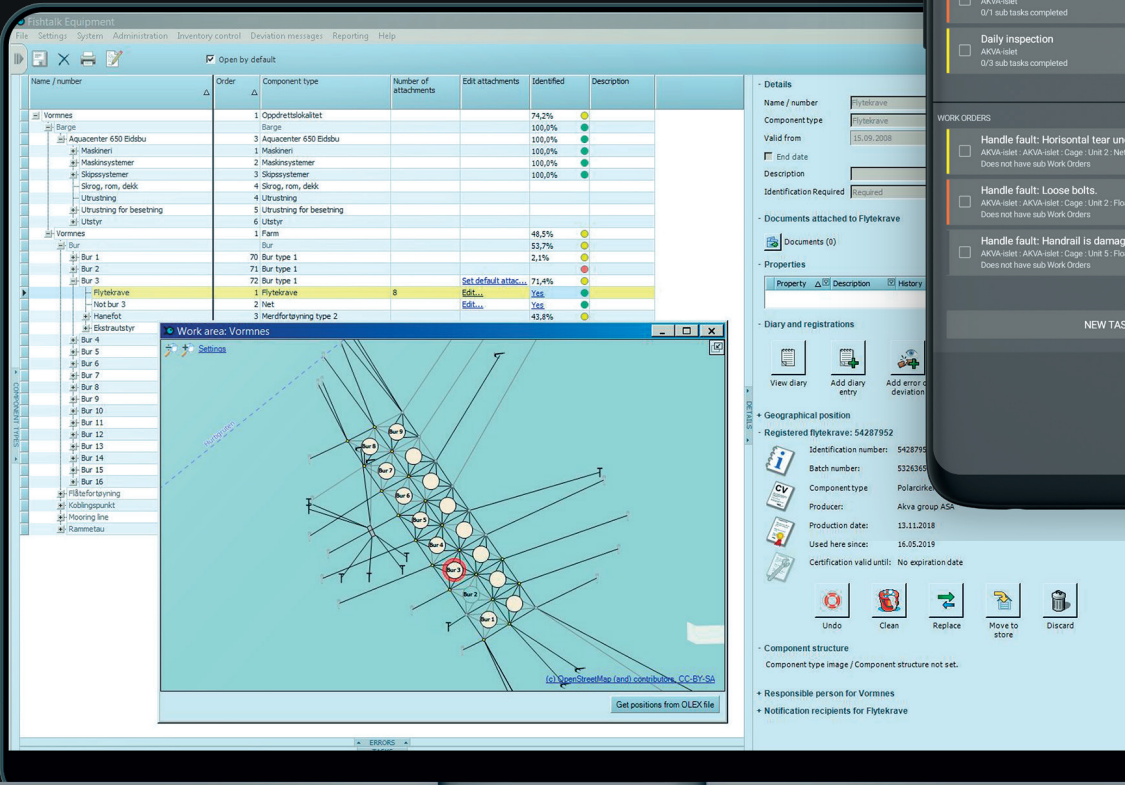 Fishtalk Equipment
File Settings System Administration Inventory control Deviation messages Reporting Help
Open by default
Name / number Order Component type Number of attachments Edit attachments Identified Description
Vormnes 1 Oppdrettslokalitet 74,2%
Barge Barge 100,0%
Aquacenter 650 Eidsbu 3 Aquacenter 650 Eidsbu 100,0%
Maskineri 1 Maskineri 100,0%
Maskinsystemer 2 Maskinsystemer 100,0%
Skipssystemer 3 Skipssystemer 100,0%
Skrog, rom, dekk 4 Skrog, rom, dekk
Utrustning 4 Utrustning
Utrustning for besetning 5 Utrustning for besetning
Utstyr 6 Utstyr
Vormnes 1 Farm 48,5%
Bur Bur 53,7%
Bur 1 70 Bur type 1 2,1%
Bur 2 71 Bur type 1
Bur 3 72 Bur type 1 Set default attac... 71,4%
Flytekrave 1 Flytekrave 8 Edit... Yes
Not bur 3 2 Net Edit... Yes
Hanefot 3 Merdfortøyning type 2 43,8%
Ekstrautstyr
Bur 4
Bur 5
Bur 6
Bur 7
Bur 8
Bur 9
Bur 10
Bur 11
Bur 12
Bur 13
Bur 14
Bur 15
Bur 16
Flåtefortøyning
Koblingspunkt
Mooring line
Rammetau
COMPONENT TYPES
Work area: Vormnes
Settings
Hurtigruten
Bur 9
Bur 8
Bur 7
Bur 6
Bur 5
Bur 4
Bur 3
Bur 2
Bur 1
(c) OpenStreetMap (and) contributors, CC-BY-SA
Get positions from OLEX file
ERRORS
DETAILS
- Details
Name / number Flytekrave
Component type Flytekrave
Valid from 15.09.2008
End date
Description
Identification Required Required
- Documents attached to Flytekrave
Documents (0)
- Properties
Property Description History
- Diary and registrations
View diary
Add diary entry
Add error
deviation
+ Geographical position
- Registered flytekrave: 54287952
Identification number: 5428795
Batch number: 5326365
Component type Polarcirkel
Producer: Akva group ASA
Production date: 13.11.2018
Used here since: 16.05.2019
Certification valid until: No expiration date
Undo Clean Replace Move to store Discard
- Component structure
Component type image / Component structure not set.
+ Responsible person for Vormnes
+ Notification recipients for Flytekrave
AKVA-islet
0/1 sub tasks completed
Daily inspection
AKVA-islet
0/3 sub tasks completed
WORK ORDERS
Handle fault: Horisontal tear un
AKVA-islet : AKVA-islet : Cage : Unit 2 : Net
Does not have sub Work Orders
Handle fault: Loose bolts.
AKVA-islet : AKVA-islet : Cage : Unit 2 : Flo
Does not have sub Work Orders
Handle fault: Handrail is damag
AKVA-islet : AKVA-islet : Cage : Unit 5 : Flo
Does not have sub Work Orders
NEW TAS